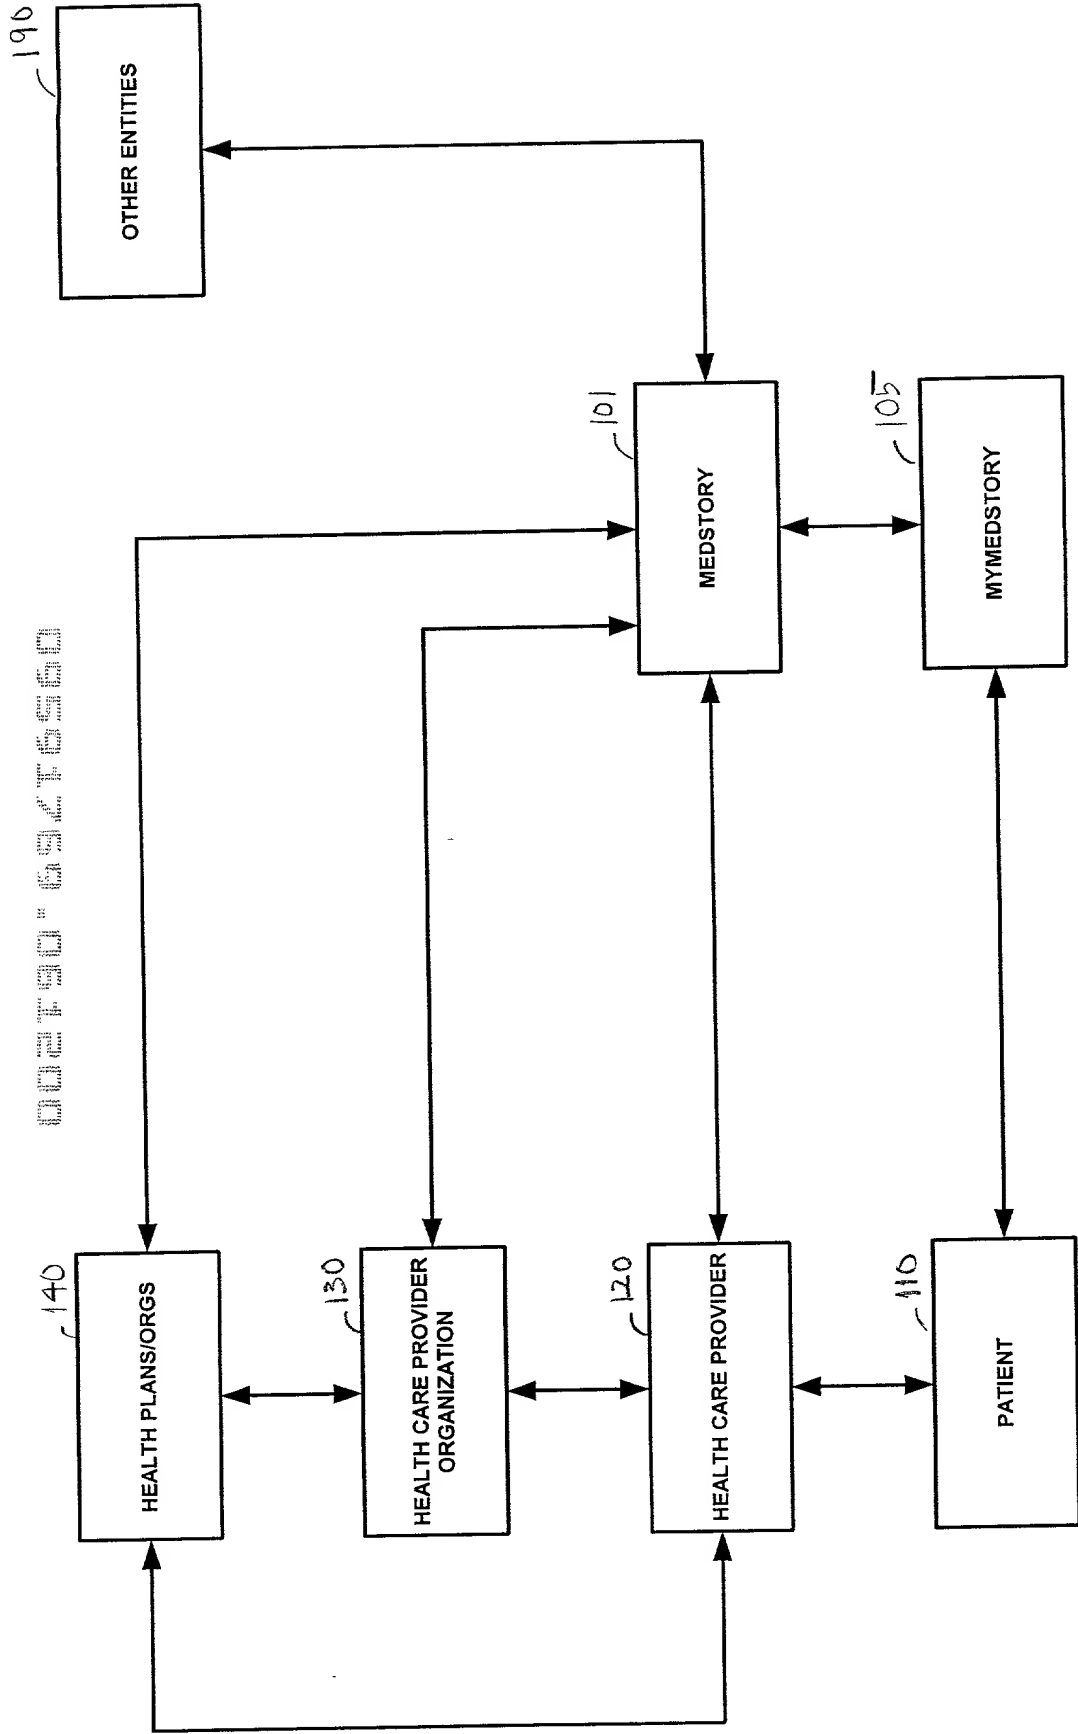 140
HEALTH PLANS/ORGS
130
HEALTH CARE PROVIDER
ORGANIZATION
120
HEALTH CARE PROVIDER
110
PATIENT
190
OTHER ENTITIES
101
MEDSTORY
105
MYMEDSTORY